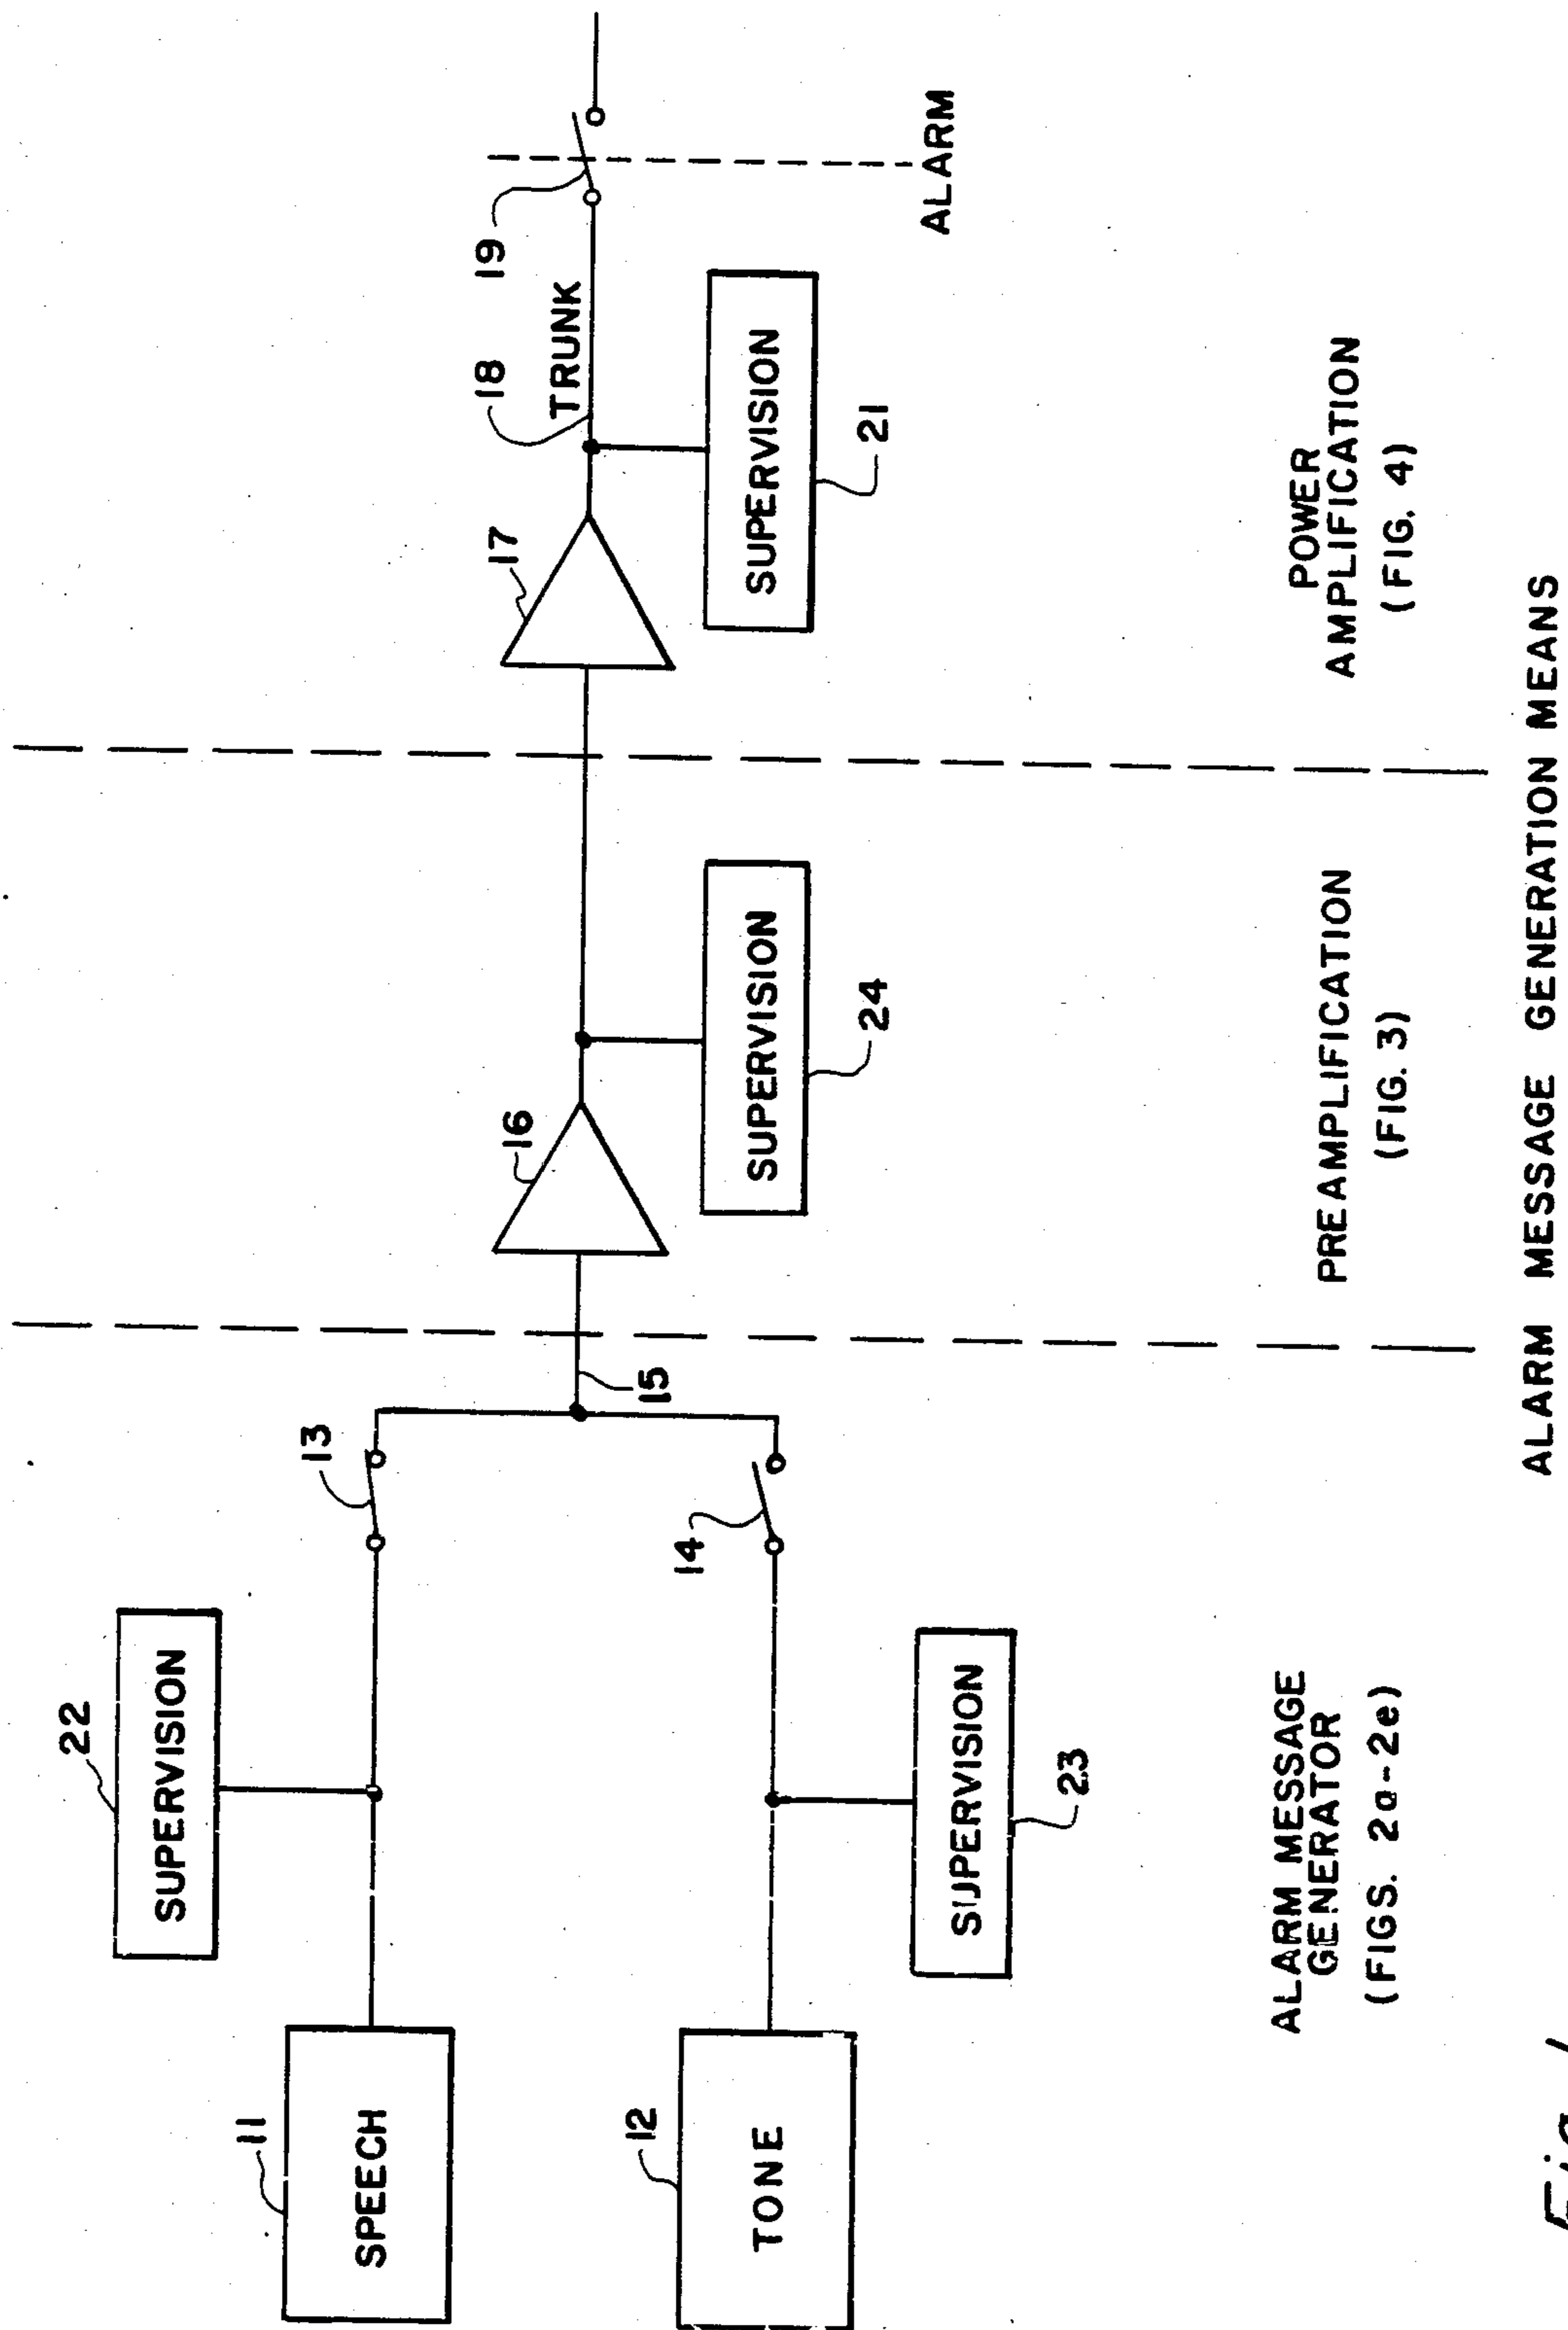 22
SUPERVISION
11
SPEECH
13
12
TONE
14
SUPERVISION
23
15
16
SUPERVISION
24
17
18
TRUNK
19
SUPERVISION
21
ALARM
ALARM MESSAGE
GENERATOR
(FIGS. 2a-2e)
PREAMPLIFICATION
(FIG. 3)
POWER
AMPLIFICATION
(FIG. 4)
ALARM MESSAGE GENERATION MEANS